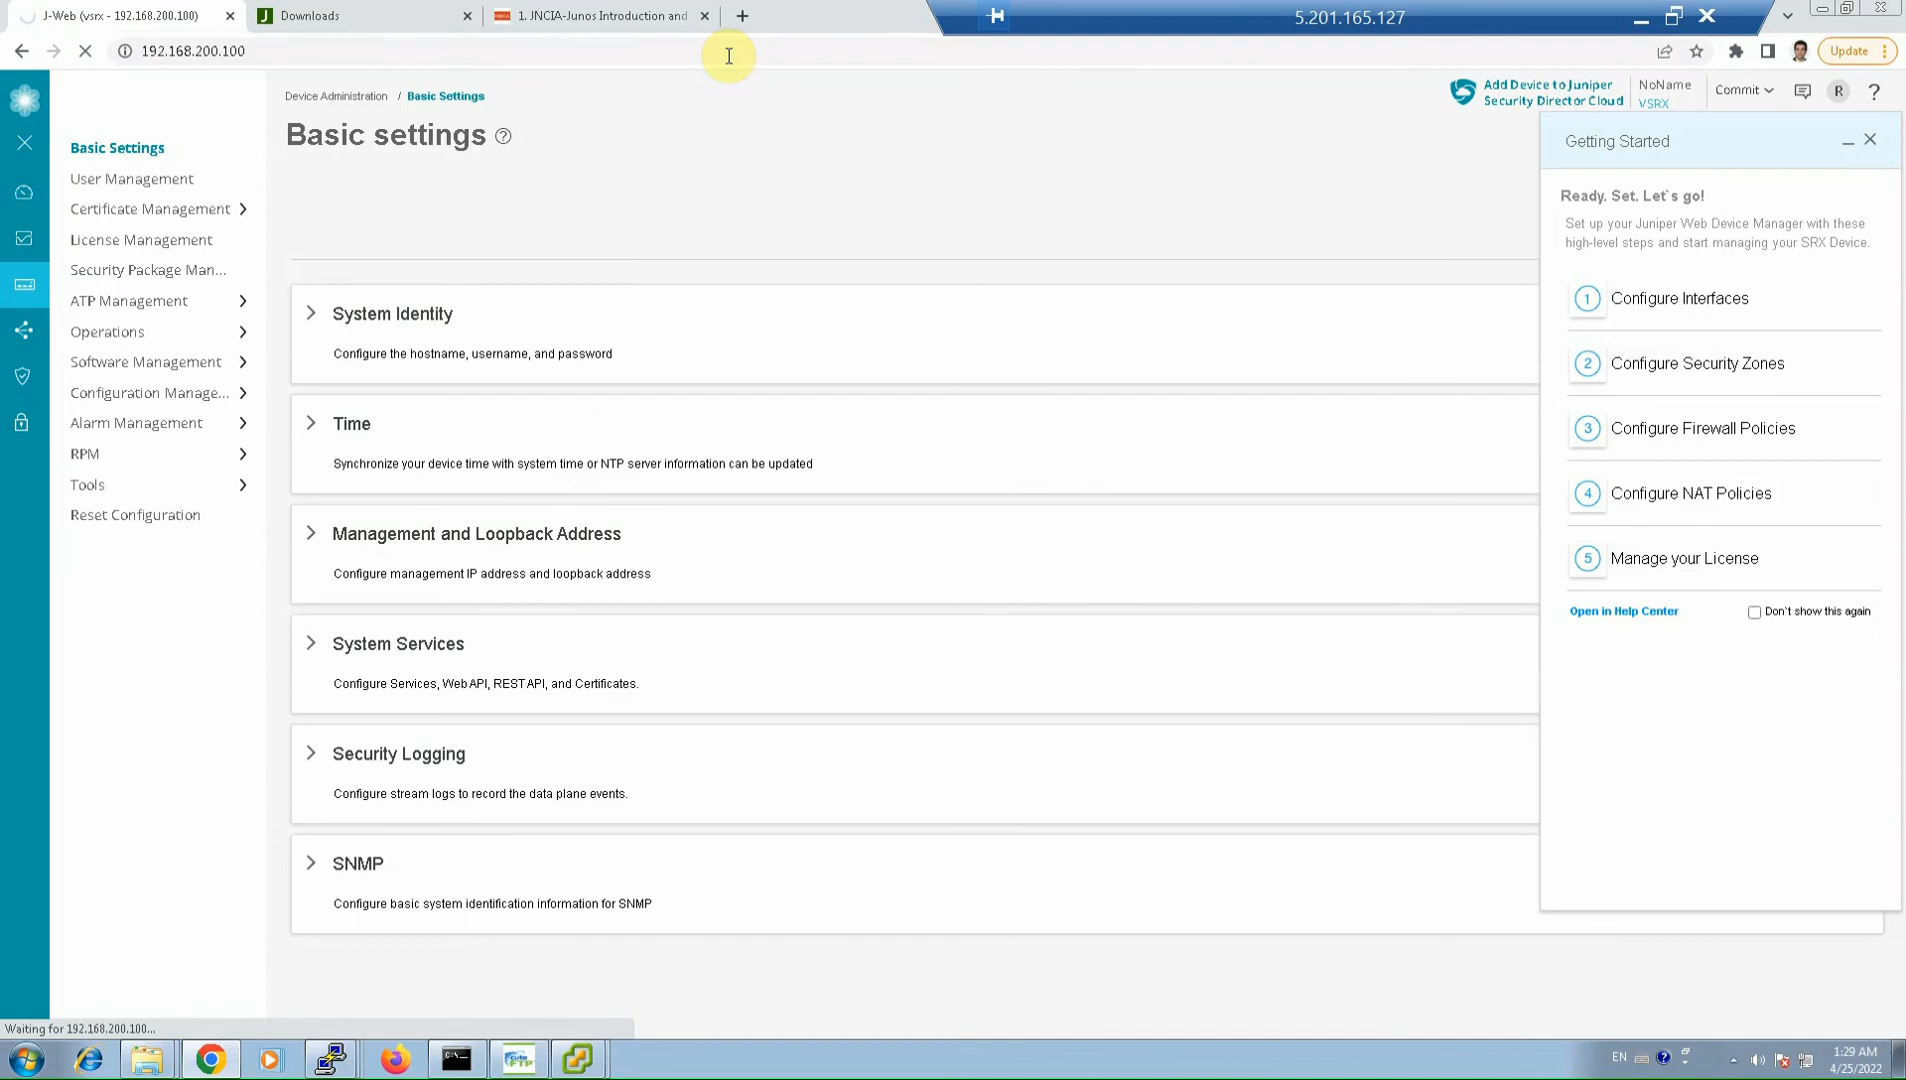 J-Web (vsrx - 192.168.200.100)
Downloads
1. JNCIA-Junos Introduction and
5.201.165.127
192.168.200.100
Update
Device Administration / Basic Settings
Add Device to Juniper
Security Director Cloud
NoName
VSRX
Commit
R
?
Basic settings
Basic Settings
User Management
Certificate Management
License Management
Security Package Man...
ATP Management
Operations
Software Management
Configuration Manage...
Alarm Management
RPM
Tools
Reset Configuration
System Identity
Configure the hostname, username, and password
Time
Synchronize your device time with system time or NTP server information can be updated
Management and Loopback Address
Configure management IP address and loopback address
System Services
Configure Services, Web API, REST API, and Certificates.
Security Logging
Configure stream logs to record the data plane events.
SNMP
Configure basic system identification information for SNMP
Getting Started
Ready. Set. Let`s go!
Set up your Juniper Web Device Manager with these
high-level steps and start managing your SRX Device.
1 Configure Interfaces
2 Configure Security Zones
3 Configure Firewall Policies
4 Configure NAT Policies
5 Manage your License
Open in Help Center
Don`t show this again
Waiting for 192.168.200.100...
cute FTP
EN
1:29 AM
4/25/2022